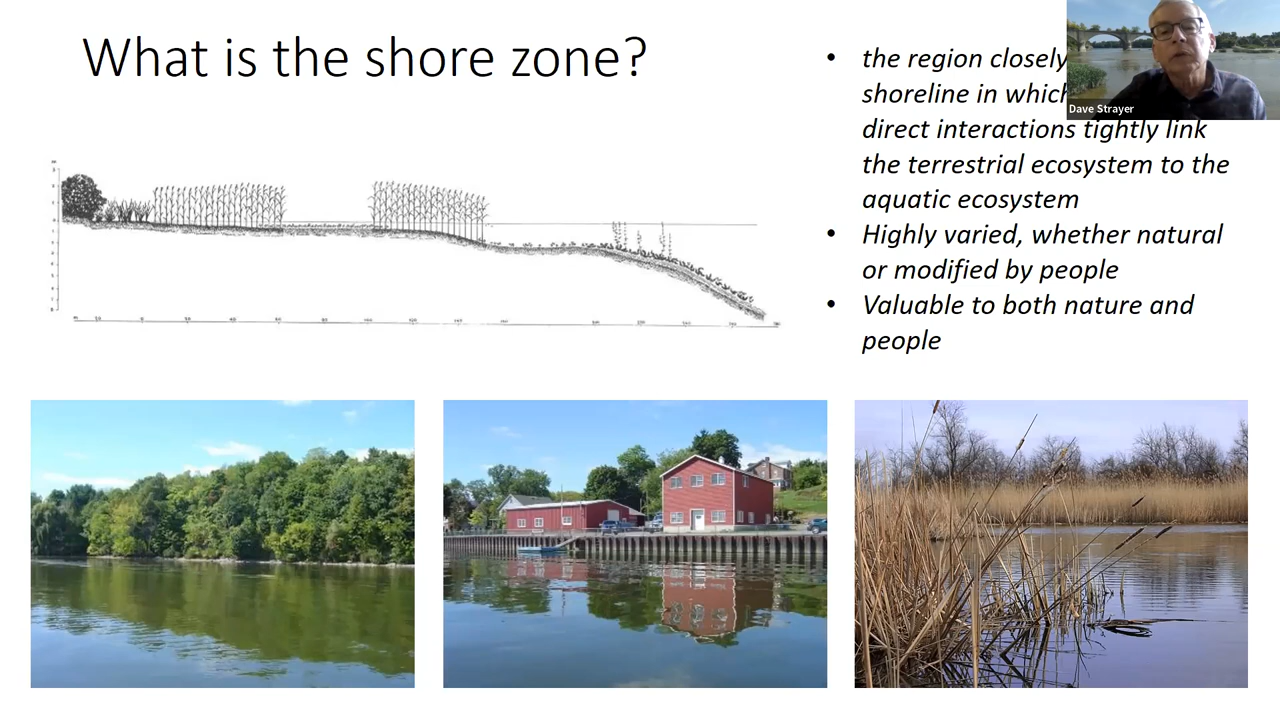 What is the shore zone?
• the region closely
shoreline in which
direct interactions tightly link
the terrestrial ecosystem to the
aquatic ecosystem
• Highly varied, whether natural
or modified by people
• Valuable to both nature and
people
Dave Strayer